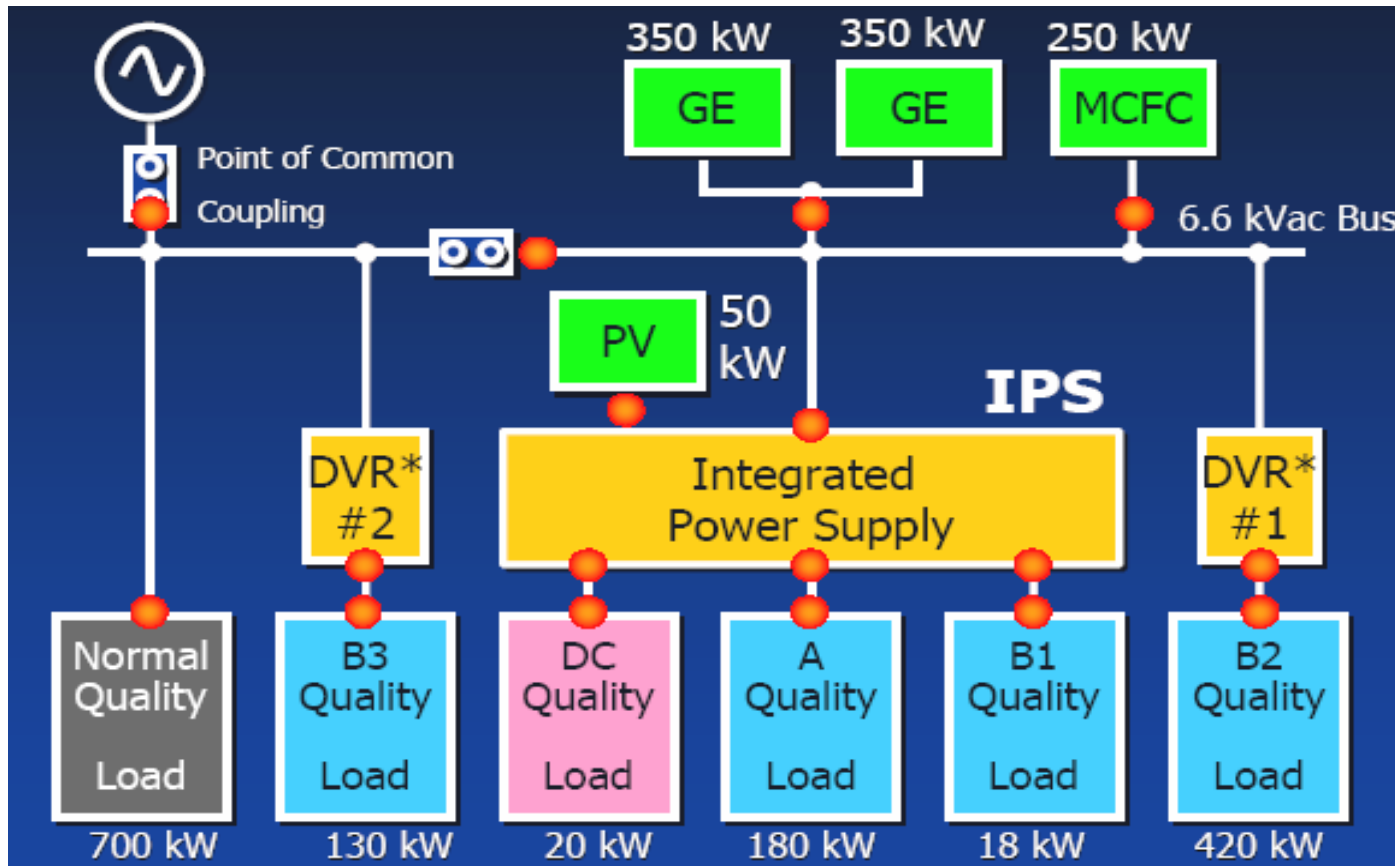 350 kW
350 kW
250 kW
GE
GE
MCFC
Point of Common
Coupling
6.6 kVac Bus
PV
50
kW
IPS
DVR*
#2
Integrated
Power Supply
DVR*
#1
Normal
Quality
Load
B3
Quality
Load
DC
Quality
Load
A
Quality
Load
B1
Quality
Load
B2
Quality
Load
700 kW
130 kW
20 kW
180 kW
18 kW
420 kW